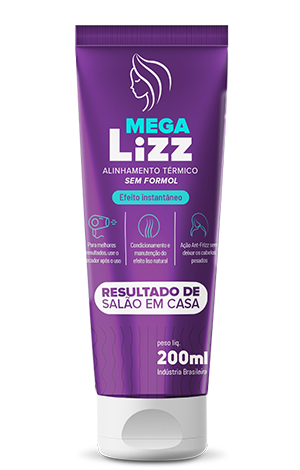 MEGA
Lizz
ALINHAMENTO TÉRMICO
SEM FORMOL
Efeito instantâneo
Para melhores
resultados, use o
secador após o uso
Condicionamento e
manutenção do
efeito liso natural
Ação Anti-Frizz sem
deixar os cabelos
pesados
RESULTADO DE
SALÃO EM CASA
peso líq.
200ml
Indústria Brasileira